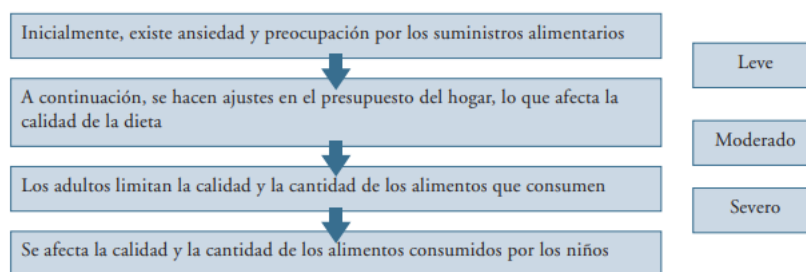 Inicialmente, existe ansiedad y preocupación por los suministros alimentarios
Leve
A continuación, se hacen ajustes en el presupuesto del hogar, lo que afecta la
calidad de la dieta
Moderado
Los adultos limitan la calidad y la cantidad de los alimentos que consumen
Severo
Se afecta la calidad y la cantidad de los alimentos consumidos por los niños